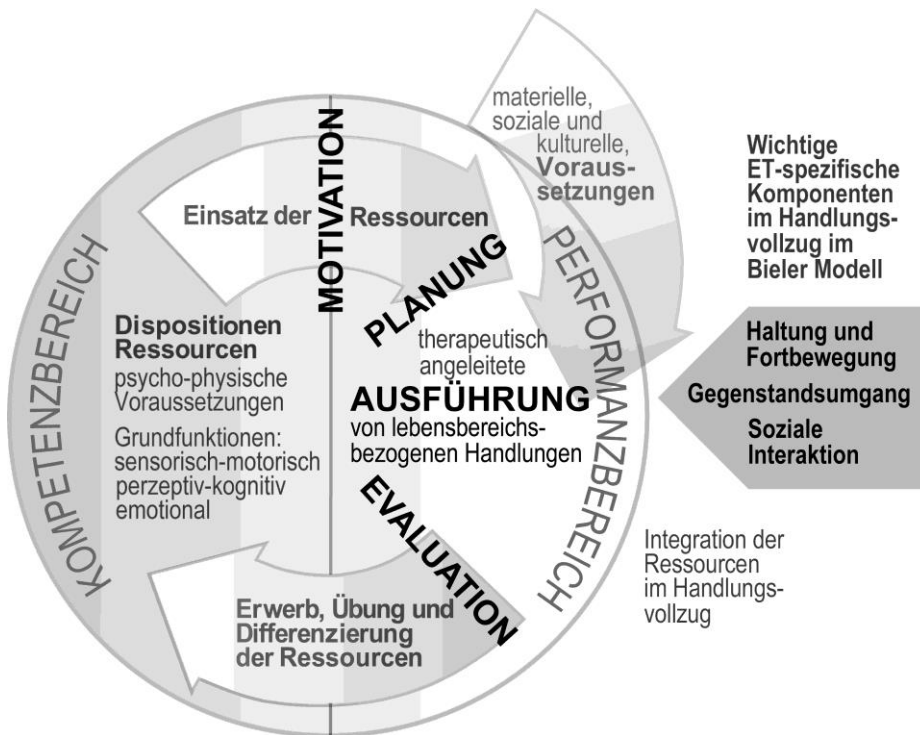 materielle,
soziale und
kulturelle,
Voraus-
setzungen
Wichtige
ET-spezifische
Komponenten
im Handlungs-
vollzug im
Bieler Modell
MOTIVATION
Einsatz der Ressourcen
PLANUNG
KOMPETENZBEREICH
PERFORMANZBEREICH
Dispositionen
Ressourcen
psycho-physische
Voraussetzungen
Grundfunktionen:
sensorisch-motorisch
perzeptiv-kognitiv
emotional
therapeutisch
angeleitete
AUSFÜHRUNG
von lebensbereichs-
bezogenen Handlungen
Haltung und
Fortbewegung
Gegenstandsumgang
Soziale
Interaktion
EVALUATION
Erwerb, Übung und
Differenzierung
der Ressourcen
Integration der
Ressourcen
im Handlungs-
vollzug